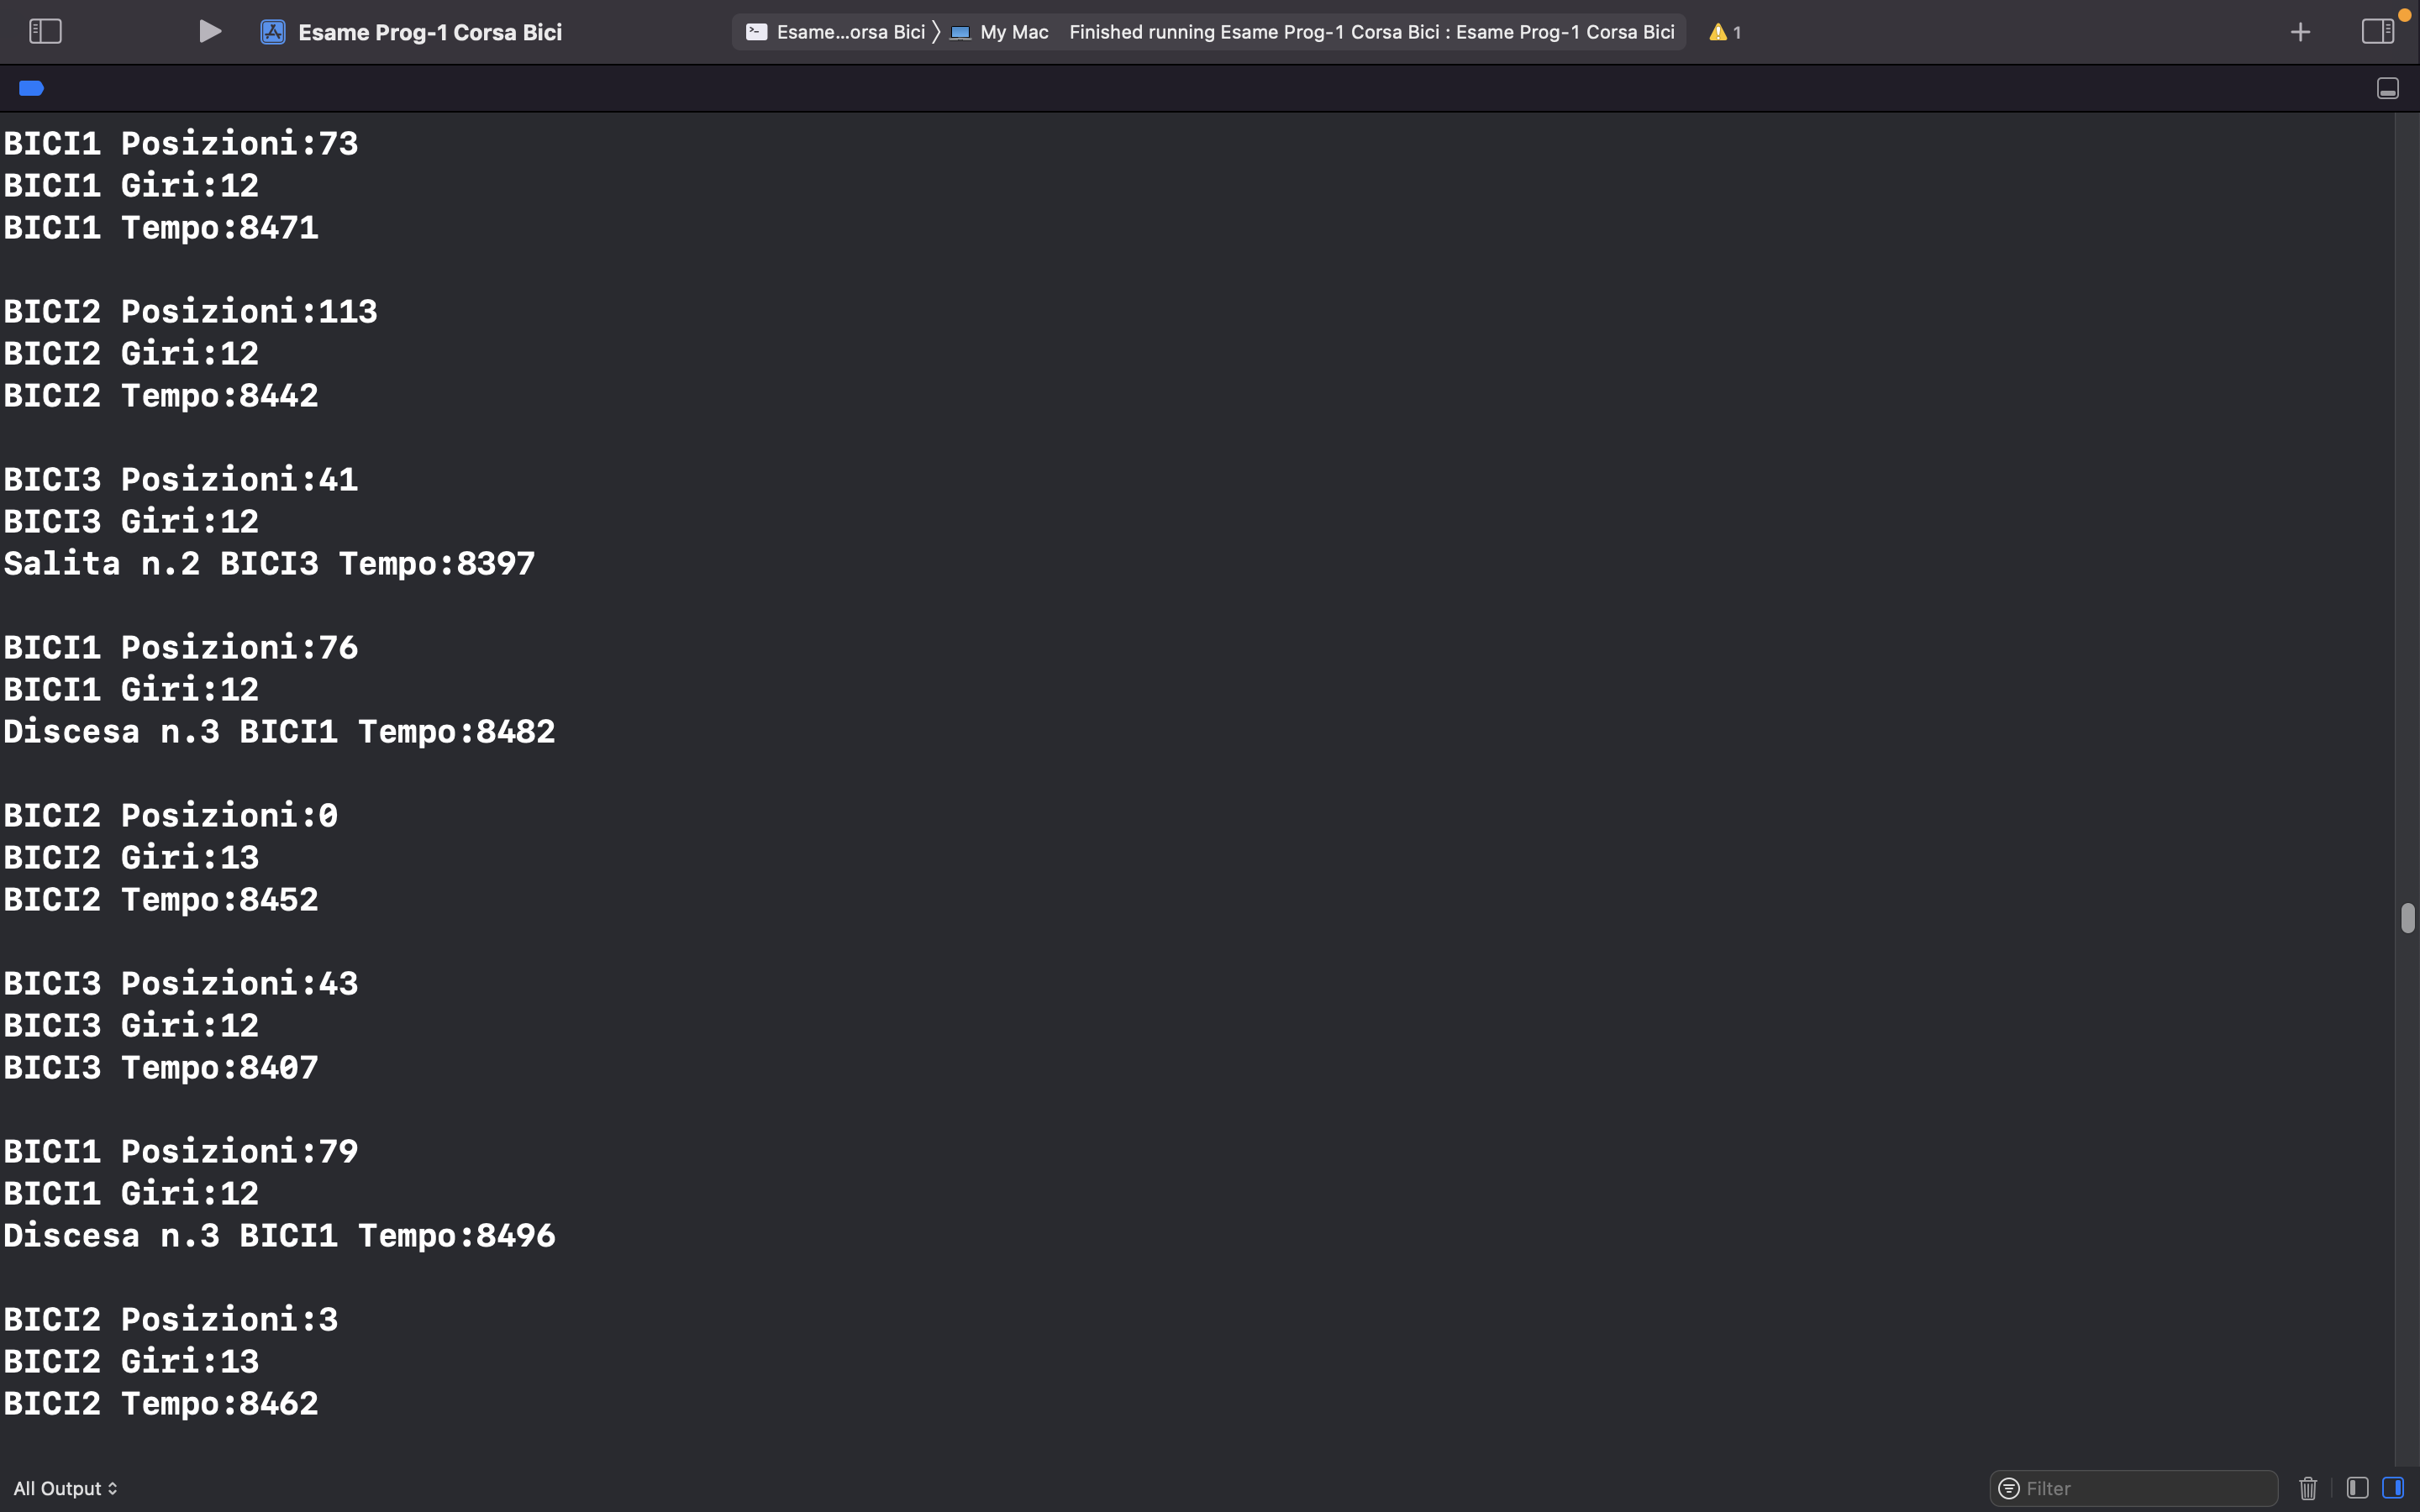 Esame Prog-1 Corsa Bici
Esame...orsa Bici 〉 My Mac Finished running Esame Prog-1 Corsa Bici : Esame Prog-1 Corsa Bici 1
BICI1 Posizioni:73
BICI1 Giri:12
BICI1 Tempo:8471
BICI2 Posizioni:113
BICI2 Giri:12
BICI2 Tempo:8442
BICI3 Posizioni:41
BICI3 Giri:12
Salita n.2 BICI3 Tempo:8397
BICI1 Posizioni:76
BICI1 Giri:12
Discesa n.3 BICI1 Tempo:8482
BICI2 Posizioni:0
BICI2 Giri:13
BICI2 Tempo:8452
BICI3 Posizioni:43
BICI3 Giri:12
BICI3 Tempo:8407
BICI1 Posizioni:79
BICI1 Giri:12
Discesa n.3 BICI1 Tempo:8496
BICI2 Posizioni:3
BICI2 Giri:13
BICI2 Tempo:8462
All Output
Filter